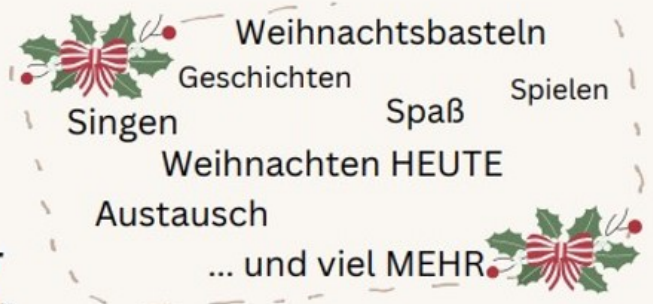 Weihnachtsbasteln
Geschichten
Spielen
Spaß
Singen
Weihnachten HEUTE
Austausch
... und viel MEHR